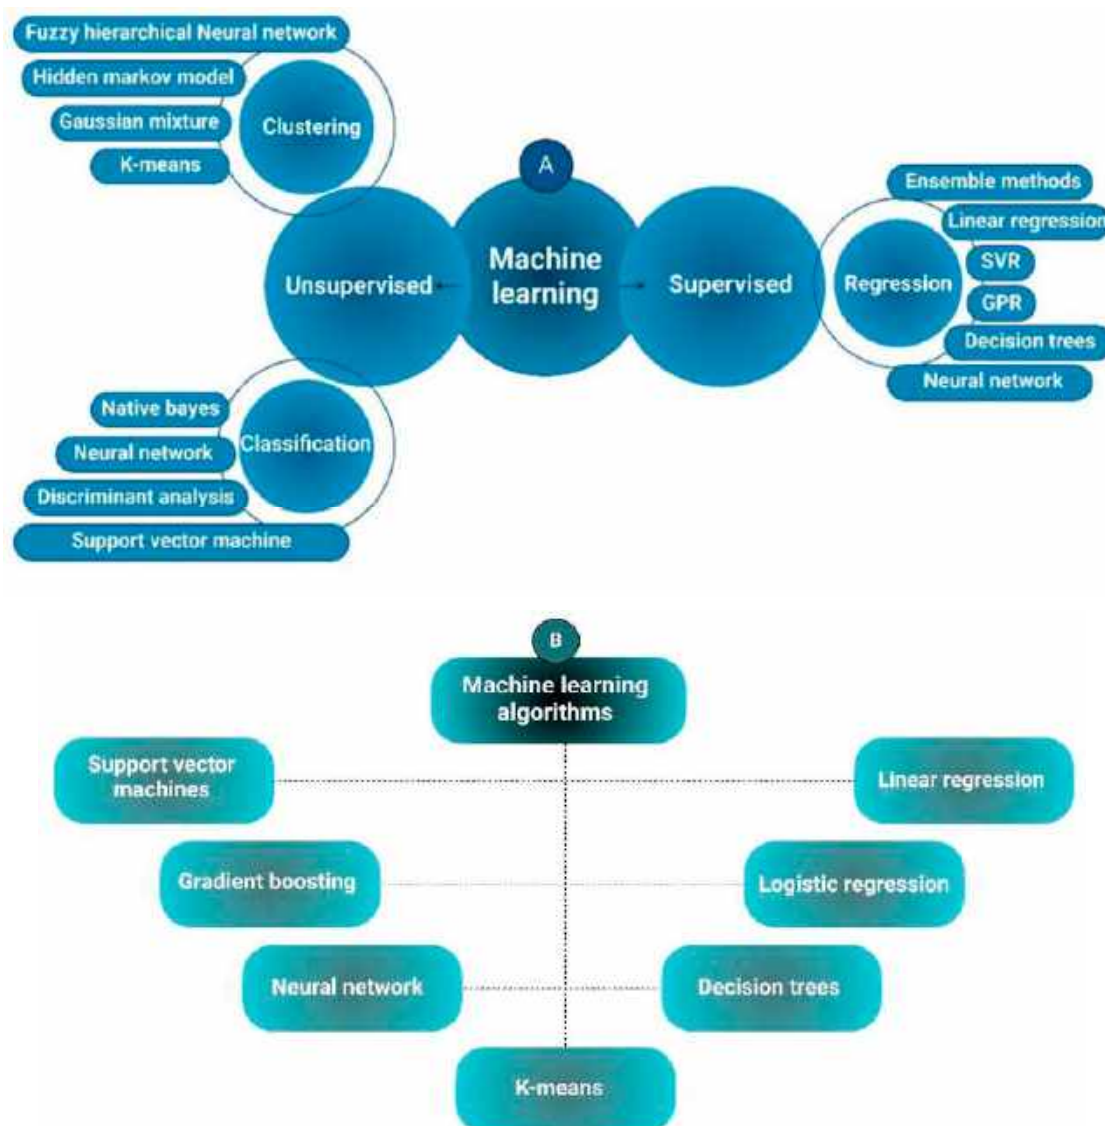 Fuzzy hierarchical Neural network
Hidden markov model
Gaussian mixture
K-means
Clustering
A
Machine
learning
Unsupervised
Supervised
Regression
Ensemble methods
Linear regression
SVR
GPR
Decision trees
Neural network
Native bayes
Neural network
Discriminant analysis
Support vector machine
Classification
B
Machine learning
algorithms
Support vector
machines
Linear regression
Gradient boosting
Logistic regression
Neural network
Decision trees
K-means